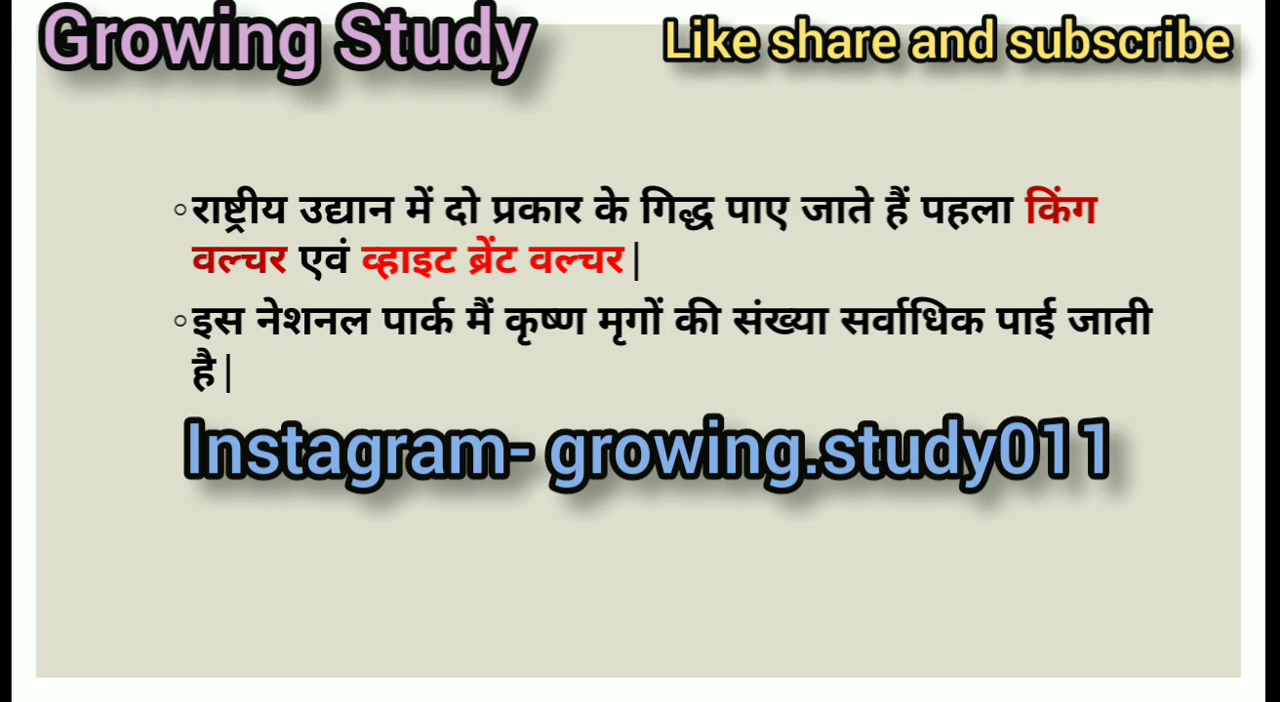 Growing Study
Like share and subscribe
◦राष्ट्रीय उद्यान में दो प्रकार के गिद्ध पाए जाते हैं पहला किंग
वल्चर एवं व्हाइट ब्रेंट वल्चर|
◦इस नेशनल पार्क मैं कृष्ण मृगों की संख्या सर्वाधिक पाई जाती
है|
Instagram- growing.study011